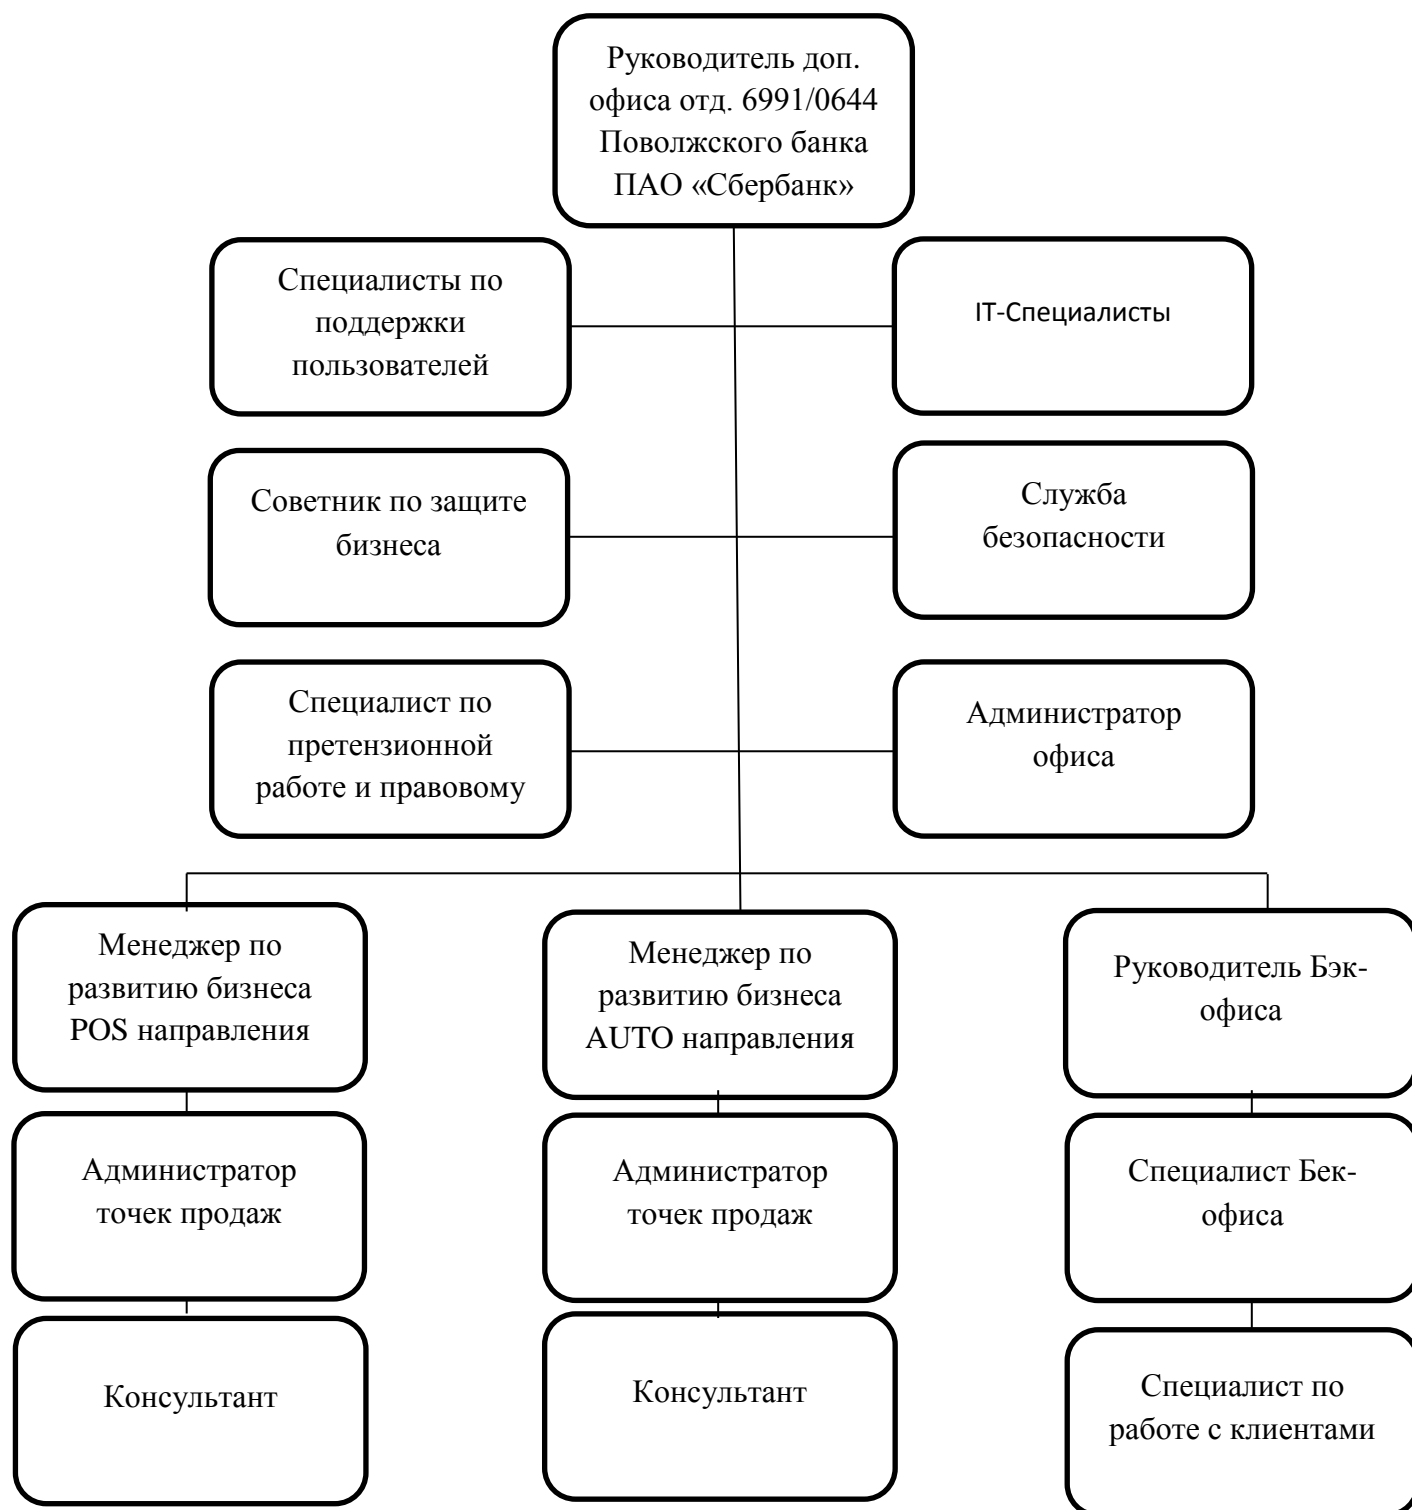 Руководитель доп.
офиса отд. 6991/0644
Поволжского банка
ПАО «Сбербанк»
Специалисты по
поддержки
пользователей
IT-Специалисты
Советник по защите
бизнеса
Служба
безопасности
Специалист по
претензионной
работе и правовому
Администратор
офиса
Менеджер по
развитию бизнеса
POS направления
Менеджер по
развитию бизнеса
AUTO направления
Руководитель Бэк-
офиса
Администратор
точек продаж
Администратор
точек продаж
Специалист Бек-
офиса
Консультант
Консультант
Специалист по
работе с клиентами